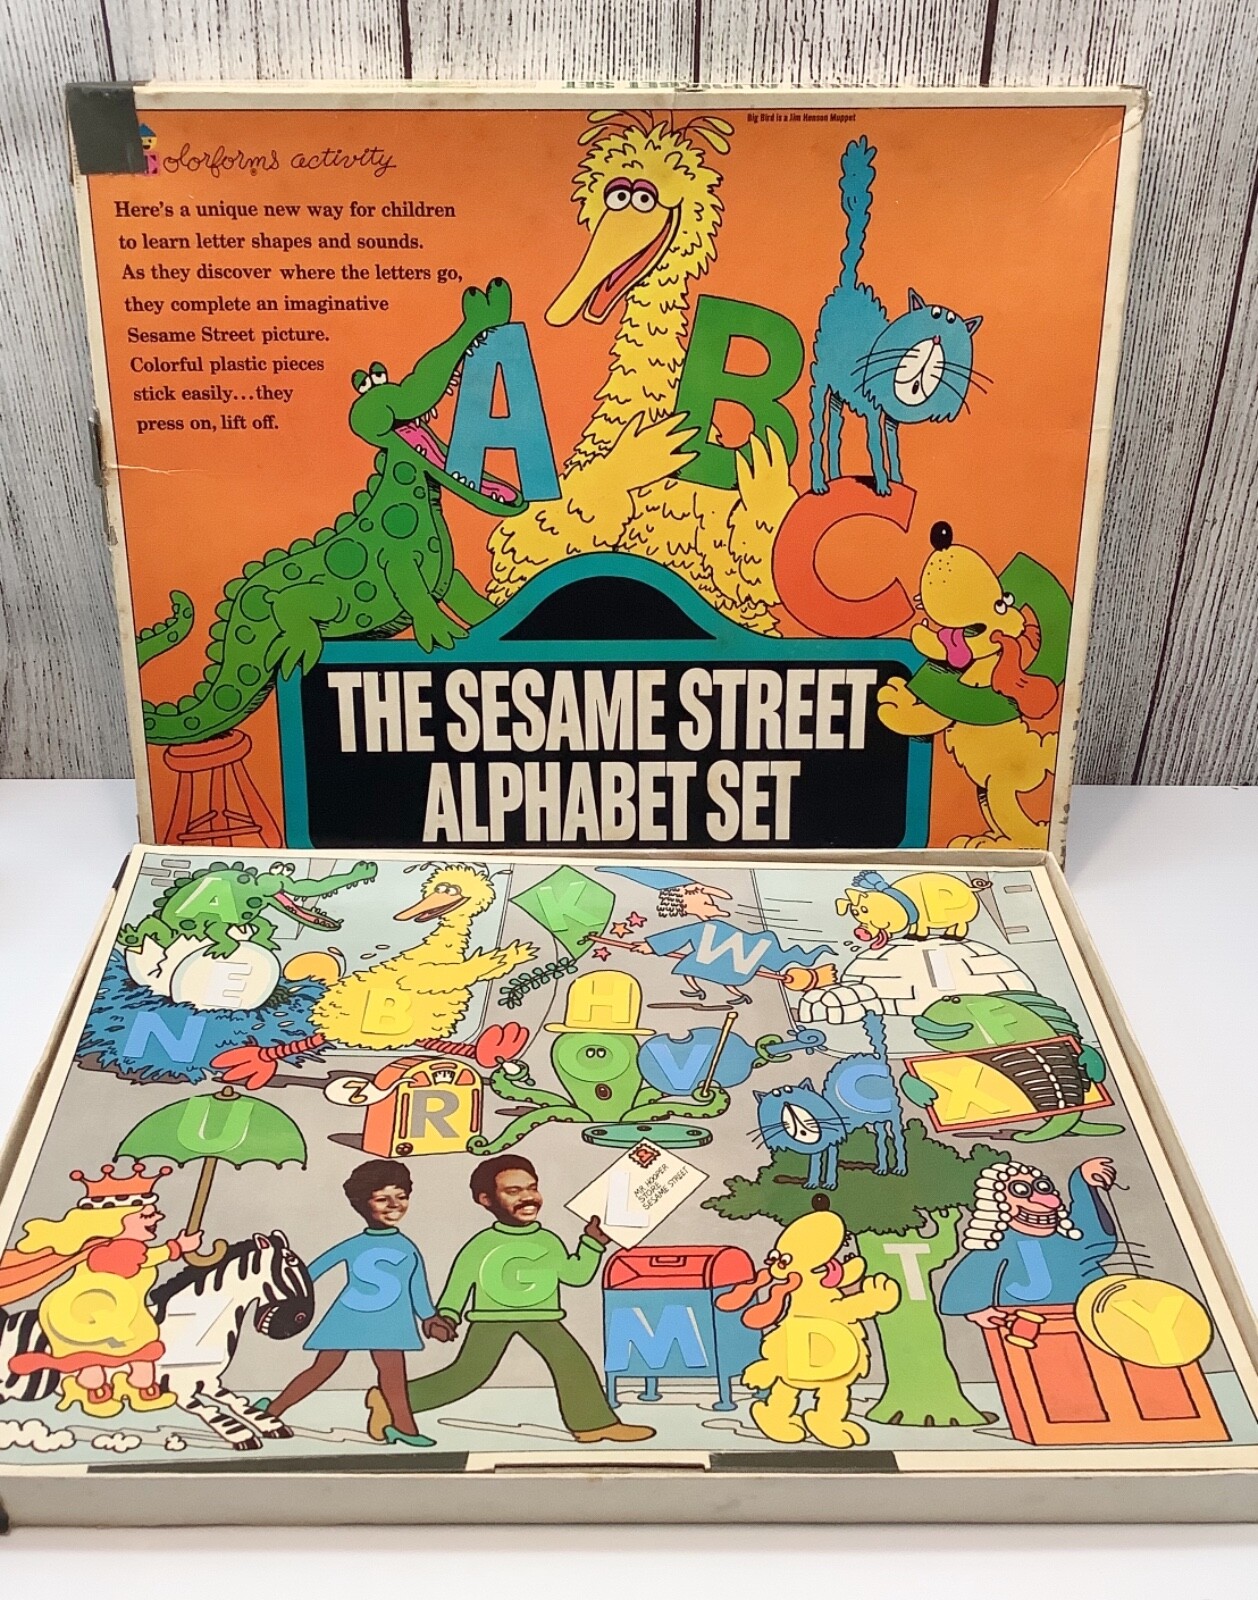 Big Bird is a Jim Henson Muppet
olorforms activity
Here's a unique new way for children
to learn letter shapes and sounds.
As they discover where the letters go,
they complete an imaginative
Sesame Street picture.
Colorful plastic pieces
stick easily...they
press on, lift off.
A
B
C
D
THE SESAME STREET
ALPHABET SET
A
K
W
P
E
B
H
I
N
O
V
F
U
R
C
X
MR HOOPER
STORE
SESAME STREET
L
Q
Z
S
G
M
D
T
J
Y